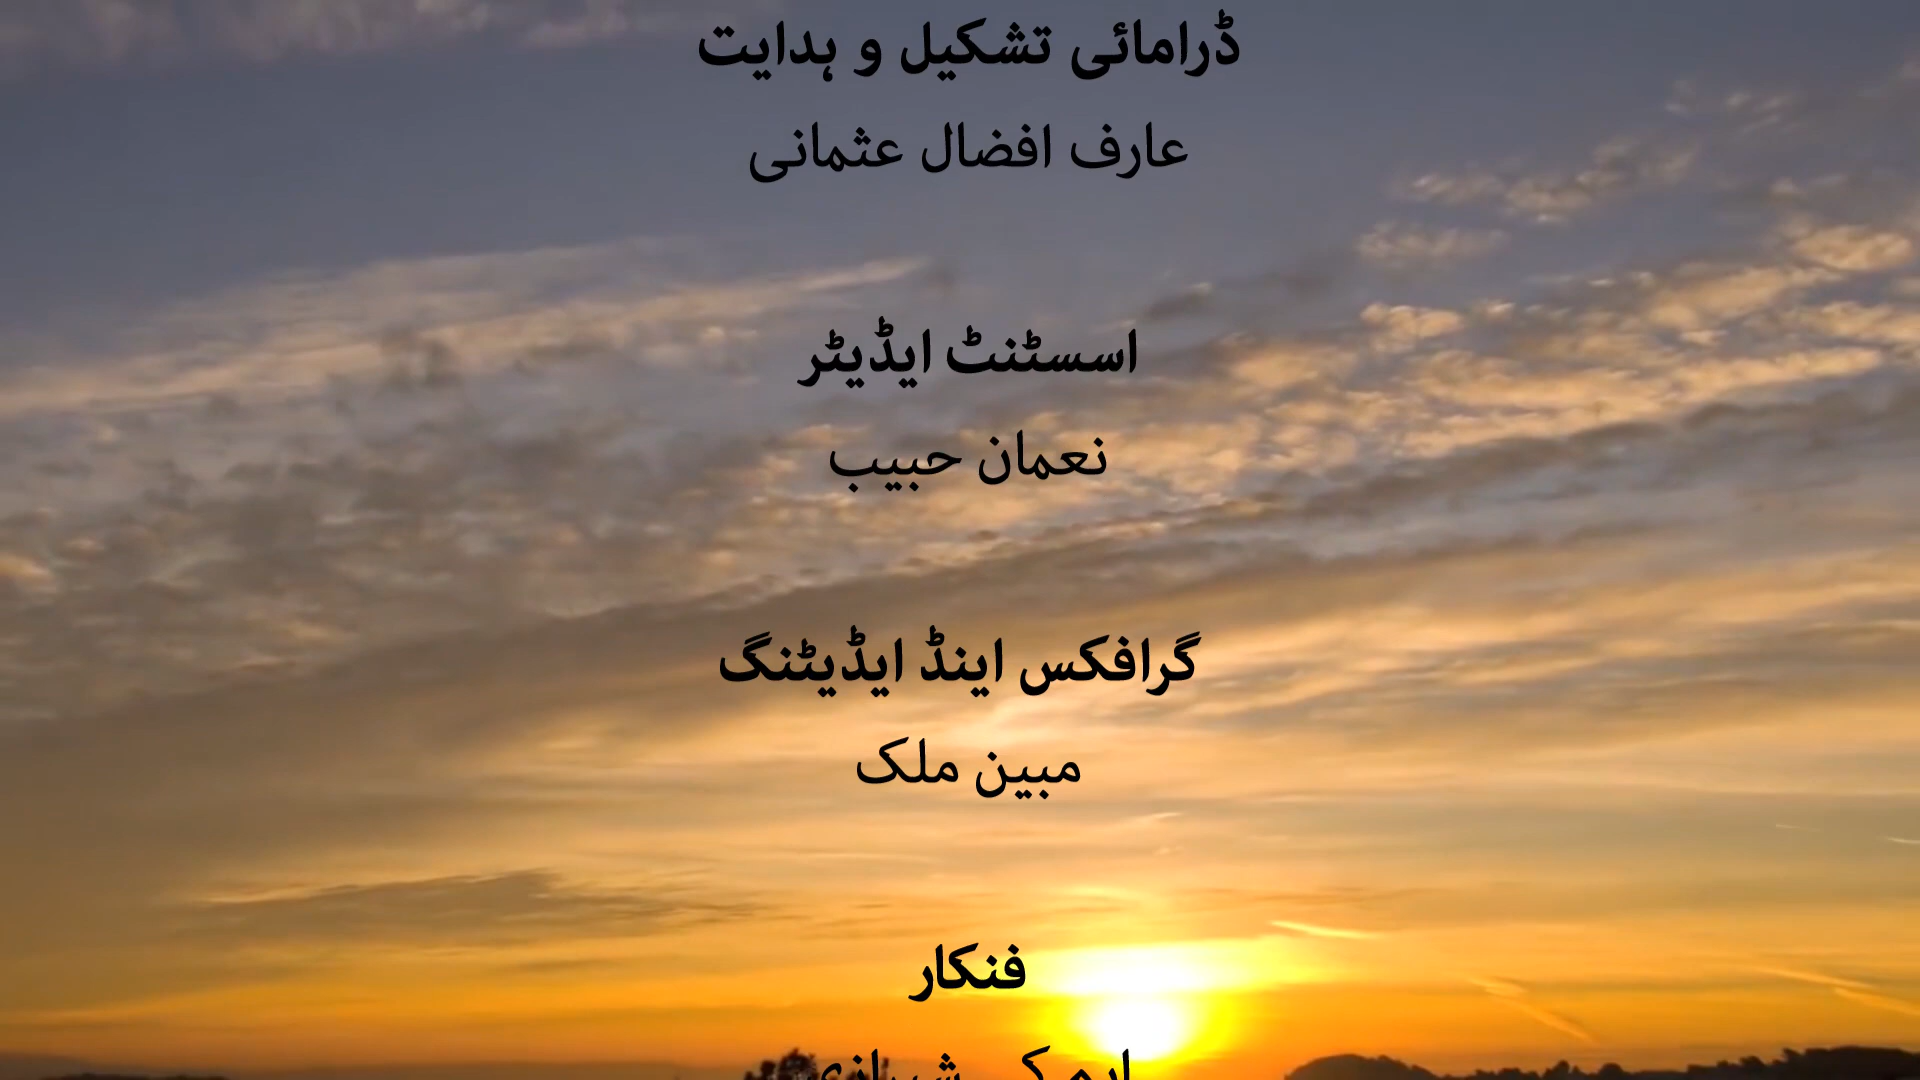 ڈرامائی تشکیل و ہدایت
عارف افضال عثمانی
اسسٹنٹ ایڈیٹر
نعمان حبیب
گرافکس اینڈ ایڈیٹنگ
مبین ملک
فنکار